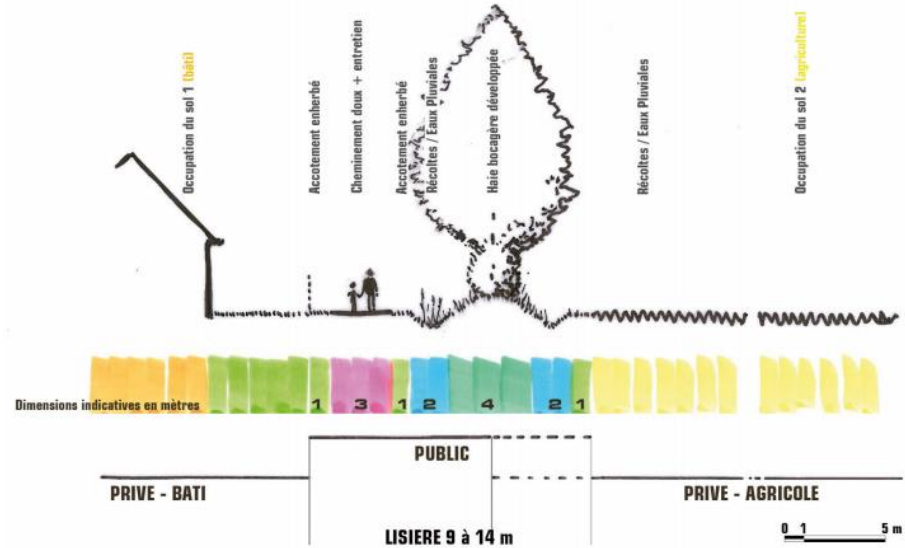 Occupation du sol 1 (bâti)
Accotement enherbé
Cheminement doux + entretien
Accotement enherbé
Récoltes / Eaux Pluviales
Haie bocagère développée
Récoltes / Eaux Pluviales
Occupation du sol 2 (agriculture)
Dimensions indicatives en mètres
1 3 1 2 4 2 1
PUBLIC
PRIVE - BATI
PRIVE - AGRICOLE
LISIERE 9 à 14 m
0 1 5 m